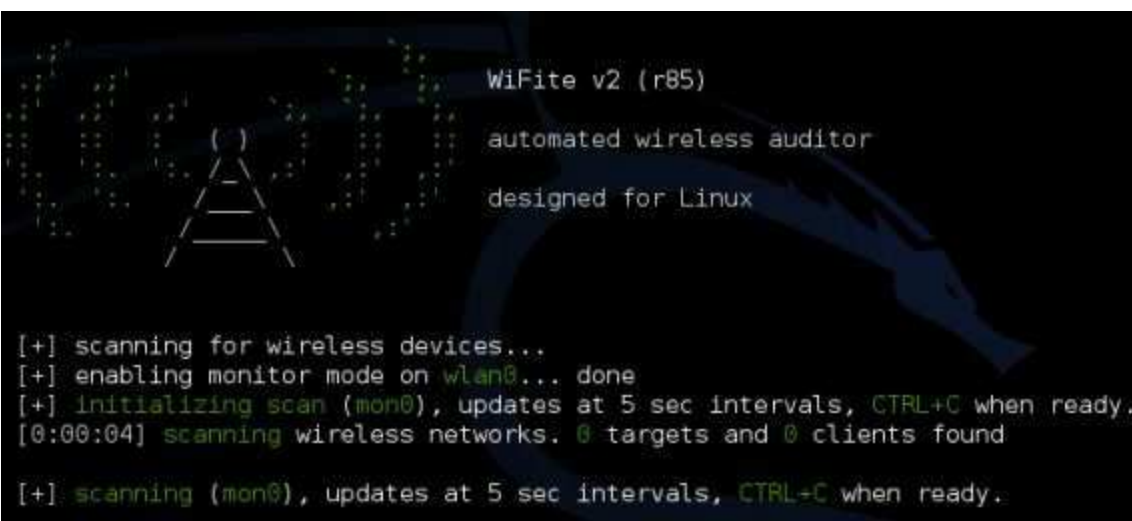 WiFite v2 (r85)
automated wireless auditor
designed for Linux
[+] scanning for wireless devices...
[+] enabling monitor mode on wlan0... done
[+] initializing scan (mon0), updates at 5 sec intervals, CTRL+C when ready.
[0:00:04] scanning wireless networks. 0 targets and 0 clients found
[+] scanning (mon0), updates at 5 sec intervals, CTRL+C when ready.